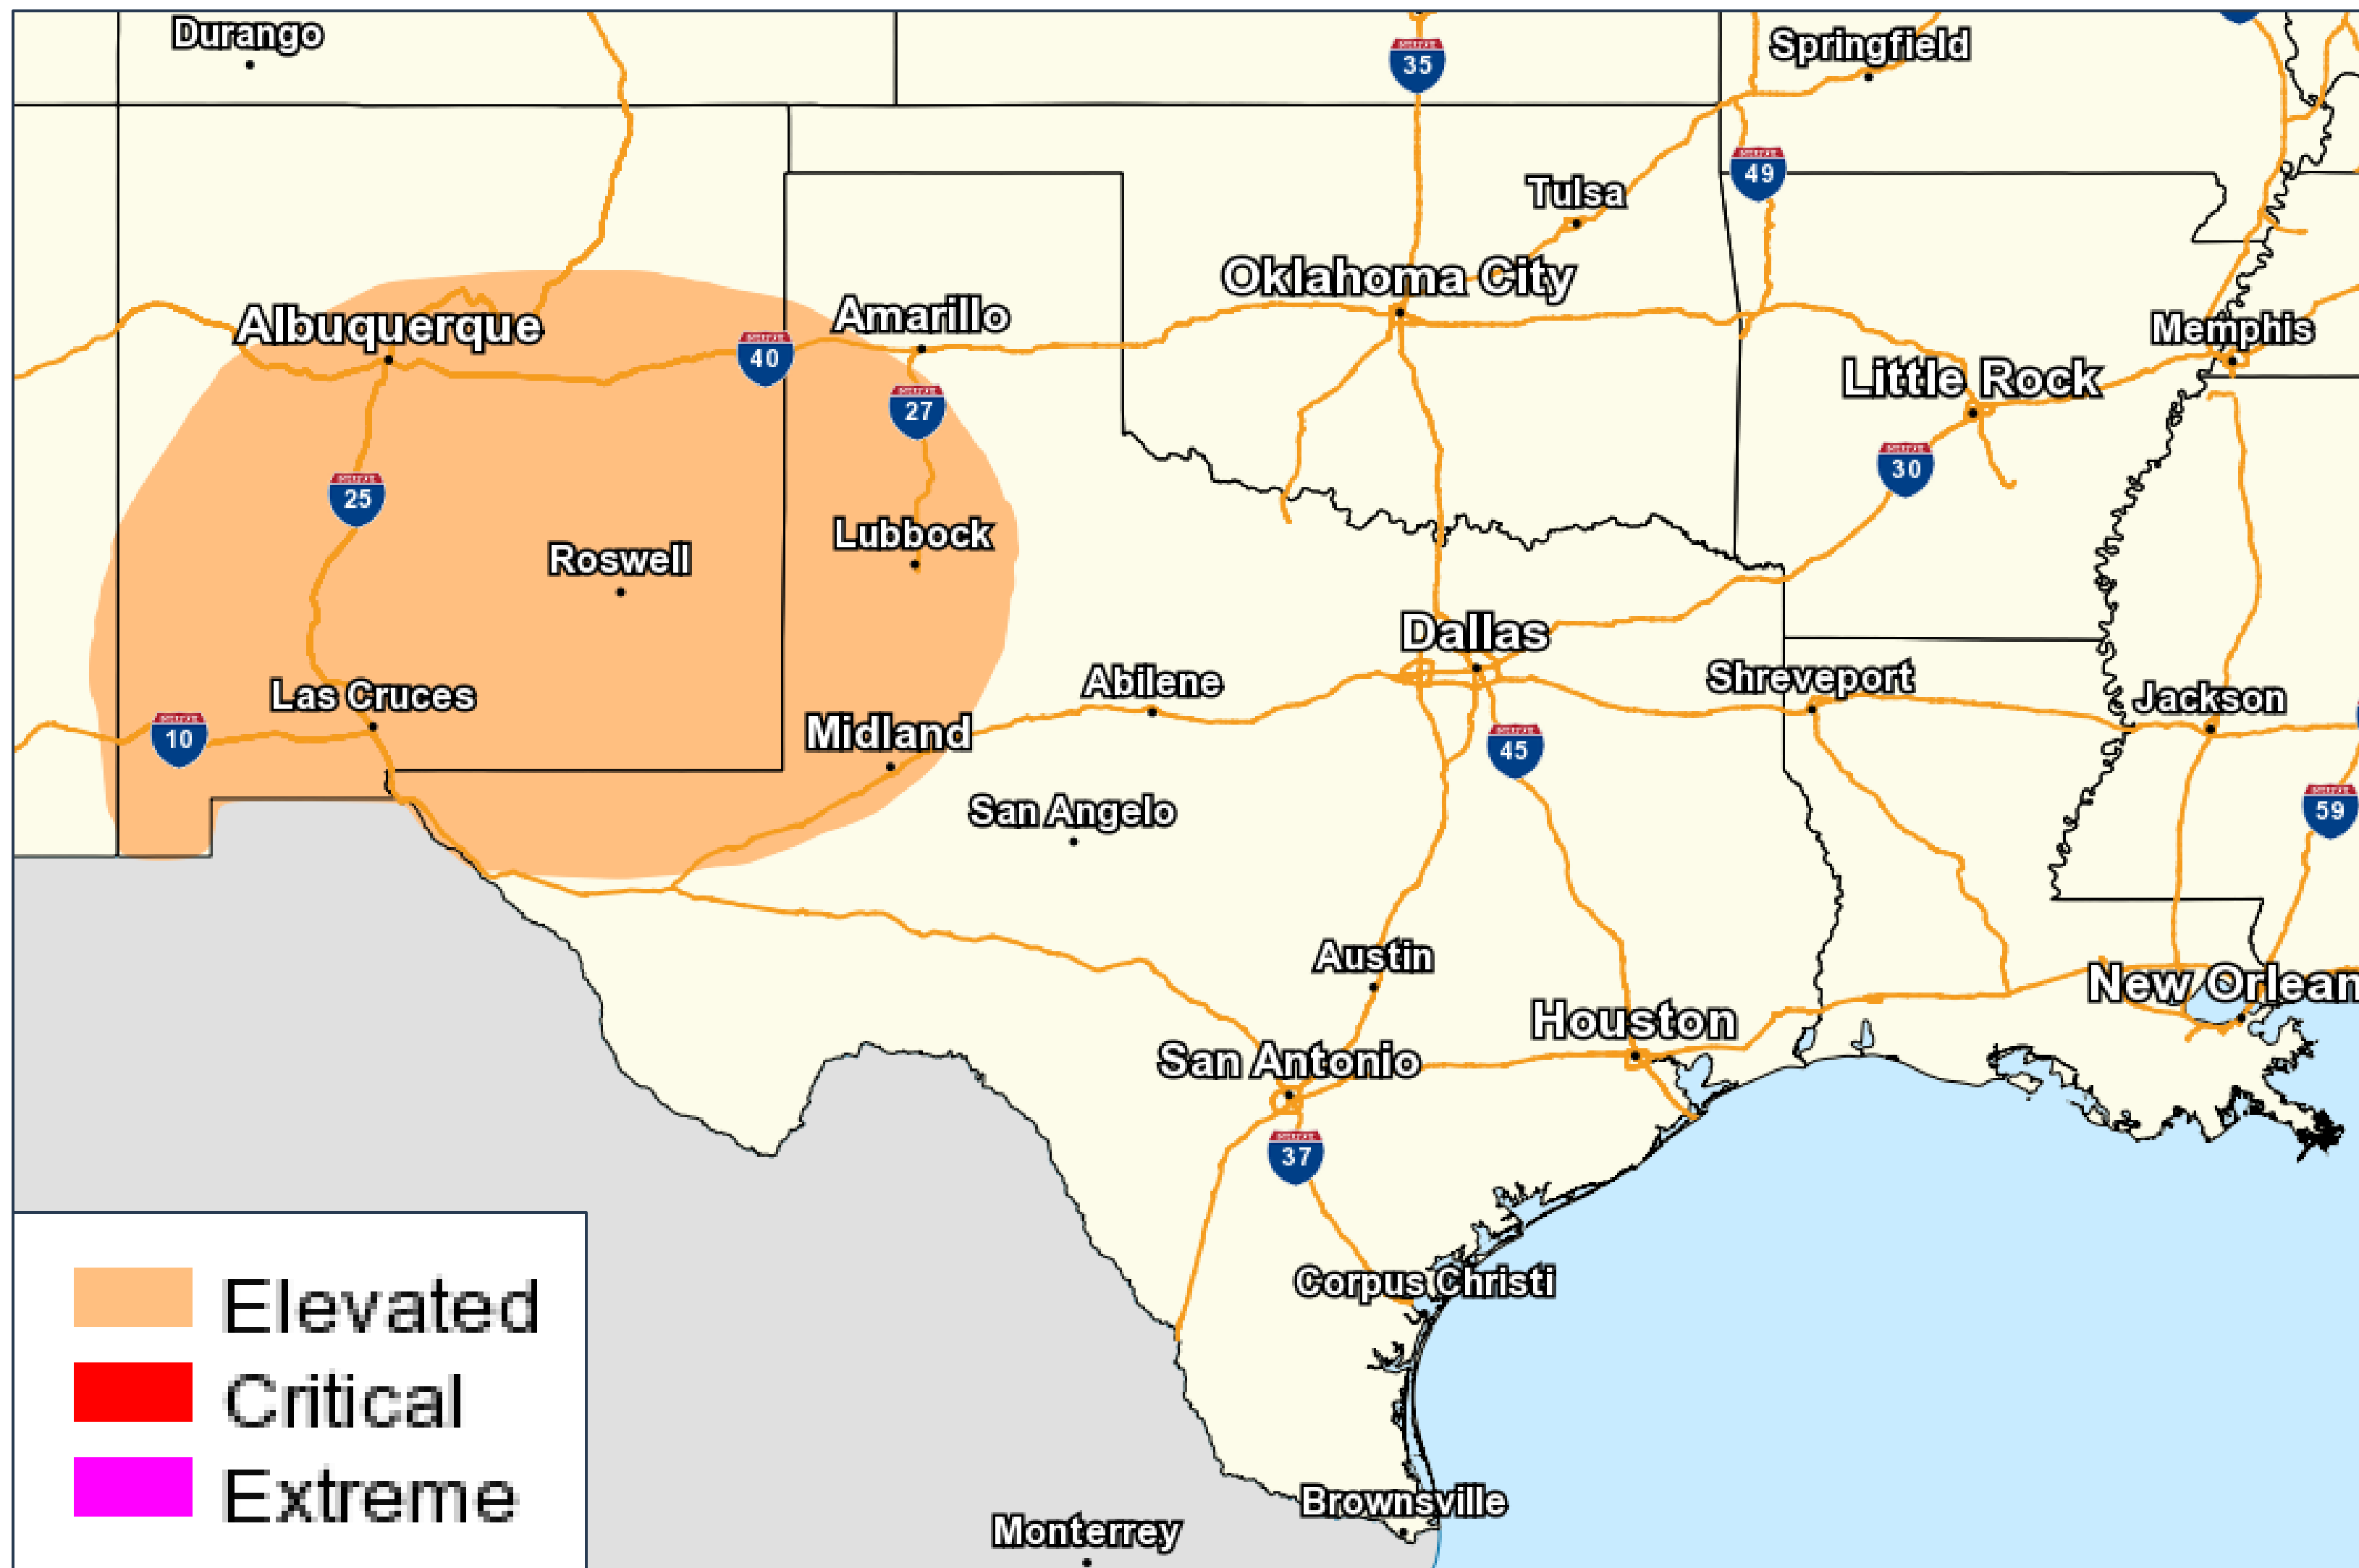 Durango
35
Springfield
49
Tulsa
Oklahoma City
Albuquerque
40
Amarillo
Memphis
Little Rock
27
30
25
Roswell
Lubbock
Dallas
Las Cruces
Abilene
Shreveport
Jackson
10
Midland
45
San Angelo
59
Austin
New Orlean
Houston
San Antonio
37
Corpus Christi
Elevated
Critical
Extreme
Brownsville
Monterrey